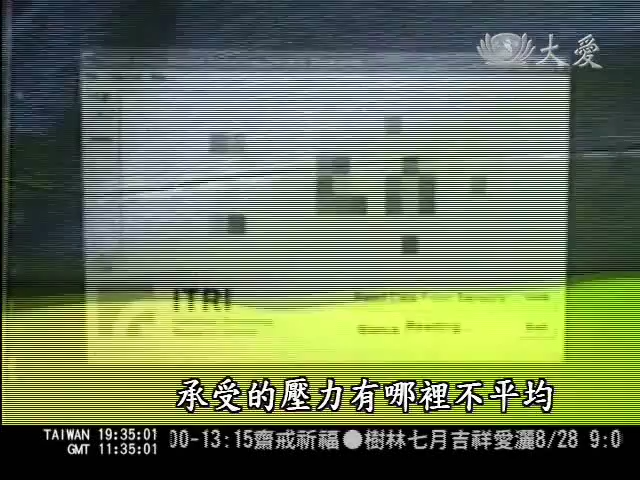 大愛
ITRI
Reading
承受的壓力有哪裡不平均
TAIWAN 19:35:01
GMT 11:35:01
00-13:15齋戒祈福●樹林七月吉祥愛灑8/28 9:0